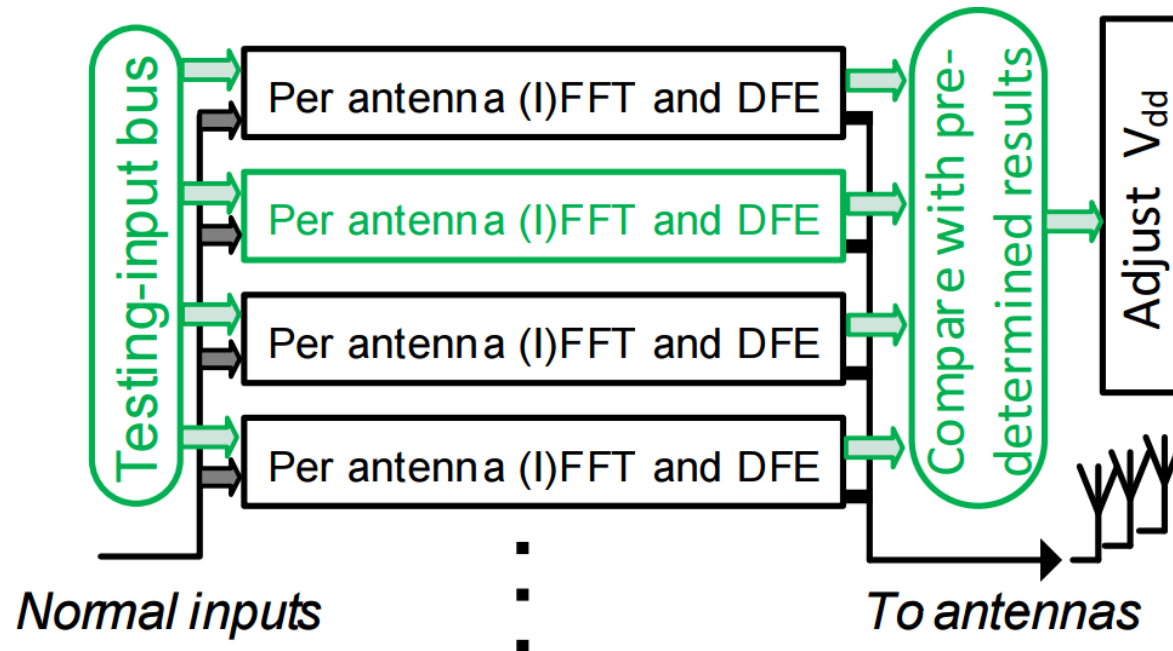 Testing-input bus
Per antenna (I)FFT and DFE
Per antenna (I)FFT and DFE
Per antenna (I)FFT and DFE
Per antenna (I)FFT and DFE
Compare with pre-
determined results
Adjust Vdd
Normal inputs
To antennas